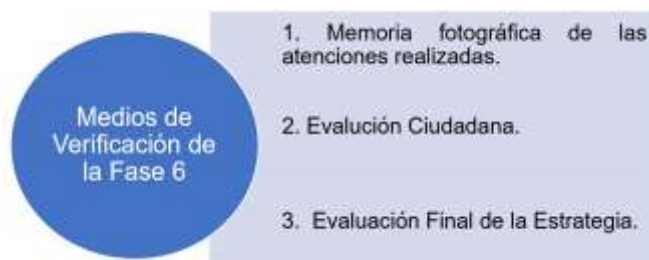 Medios de
Verificación de
la Fase 6
1. Memoria fotográfica de las
atenciones realizadas.
2. Evalución Ciudadana.
3. Evaluación Final de la Estrategia.